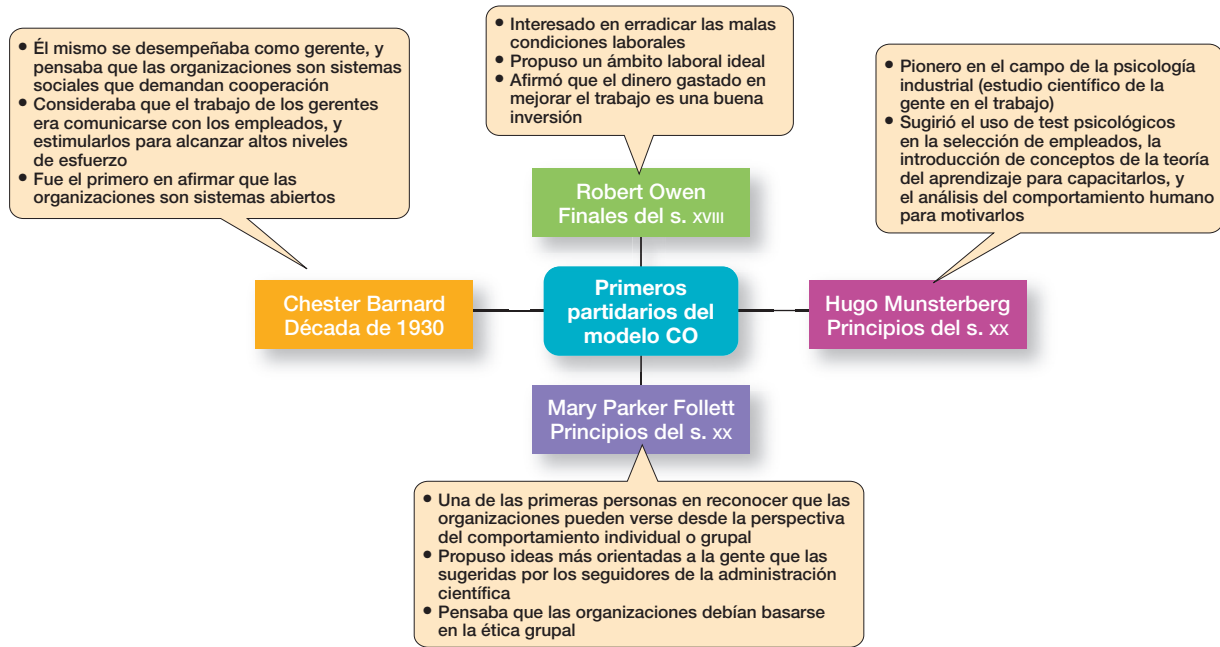 • Él mismo se desempeñaba como gerente, y
pensaba que las organizaciones son sistemas
sociales que demandan cooperación
• Consideraba que el trabajo de los gerentes
era comunicarse con los empleados, y
estimularlos para alcanzar altos niveles
de esfuerzo
• Fue el primero en afirmar que las
organizaciones son sistemas abiertos
• Interesado en erradicar las malas
condiciones laborales
• Propuso un ámbito laboral ideal
• Afirmó que el dinero gastado en
mejorar el trabajo es una buena
inversión
• Pionero en el campo de la psicología
industrial (estudio científico de la
gente en el trabajo)
• Sugirió el uso de test psicológicos
en la selección de empleados, la
introducción de conceptos de la teoría
del aprendizaje para capacitarlos, y
el análisis del comportamiento humano
para motivarlos
Robert Owen
Finales del s. XVIII
Chester Barnard
Década de 1930
Primeros
partidarios del
modelo CO
Hugo Munsterberg
Principios del s. XX
Mary Parker Follett
Principios del s. XX
• Una de las primeras personas en reconocer que las
organizaciones pueden verse desde la perspectiva
del comportamiento individual o grupal
• Propuso ideas más orientadas a la gente que las
sugeridas por los seguidores de la administración
científica
• Pensaba que las organizaciones debían basarse
en la ética grupal